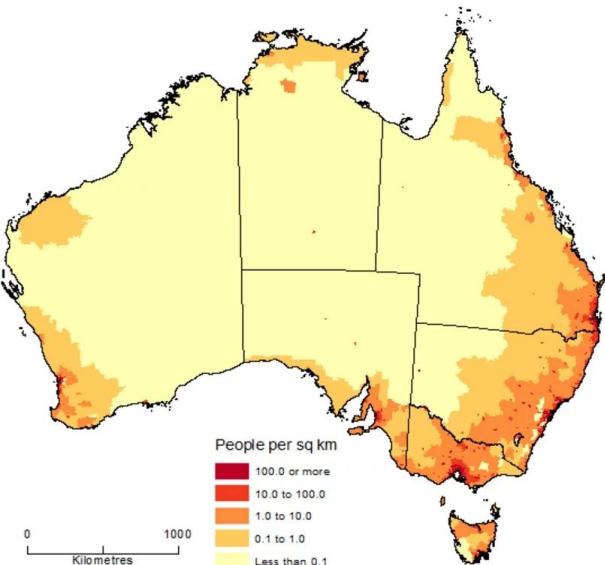 People per sq km
100.0 or more
10.0 to 100.0
1.0 to 10.0
0.1 to 1.0
Less than 0.1
0 1000
Kilometres